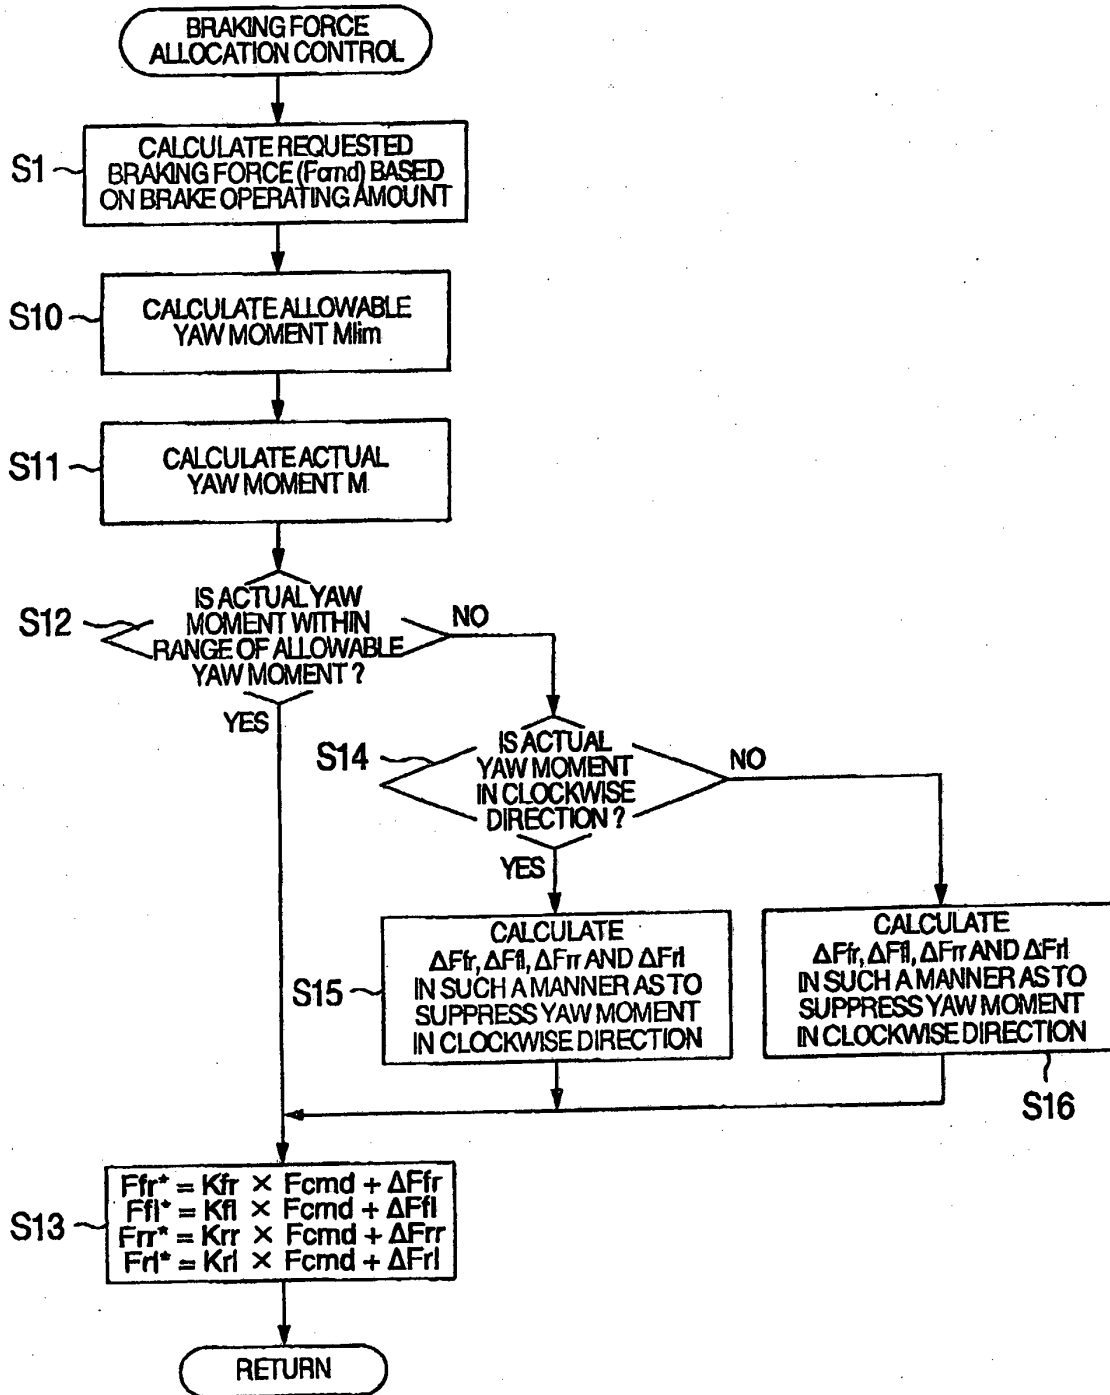 BRAKING FORCE
ALLOCATION CONTROL
S1
CALCULATE REQUESTED
BRAKING FORCE (Fcmd) BASED
ON BRAKE OPERATING AMOUNT
S10
CALCULATE ALLOWABLE
YAW MOMENT Mlim
S11
CALCULATE ACTUAL
YAW MOMENT M
S12
IS ACTUAL YAW
MOMENT WITHIN
RANGE OF ALLOWABLE
YAW MOMENT ?
NO
YES
S14
IS ACTUAL
YAW MOMENT
IN CLOCKWISE
DIRECTION ?
NO
YES
S15
CALCULATE
ΔFfr, ΔFfl, ΔFrr AND ΔFrl
IN SUCH A MANNER AS TO
SUPPRESS YAW MOMENT
IN CLOCKWISE DIRECTION
CALCULATE
ΔFfr, ΔFfl, ΔFrr AND ΔFrl
IN SUCH A MANNER AS TO
SUPPRESS YAW MOMENT
IN CLOCKWISE DIRECTION
S16
S13
Ffr* = Kfr × Fcmd + ΔFfr
Ffl* = Kfl × Fcmd + ΔFfl
Frr* = Krr × Fcmd + ΔFrr
Frl* = Krl × Fcmd + ΔFrl
RETURN